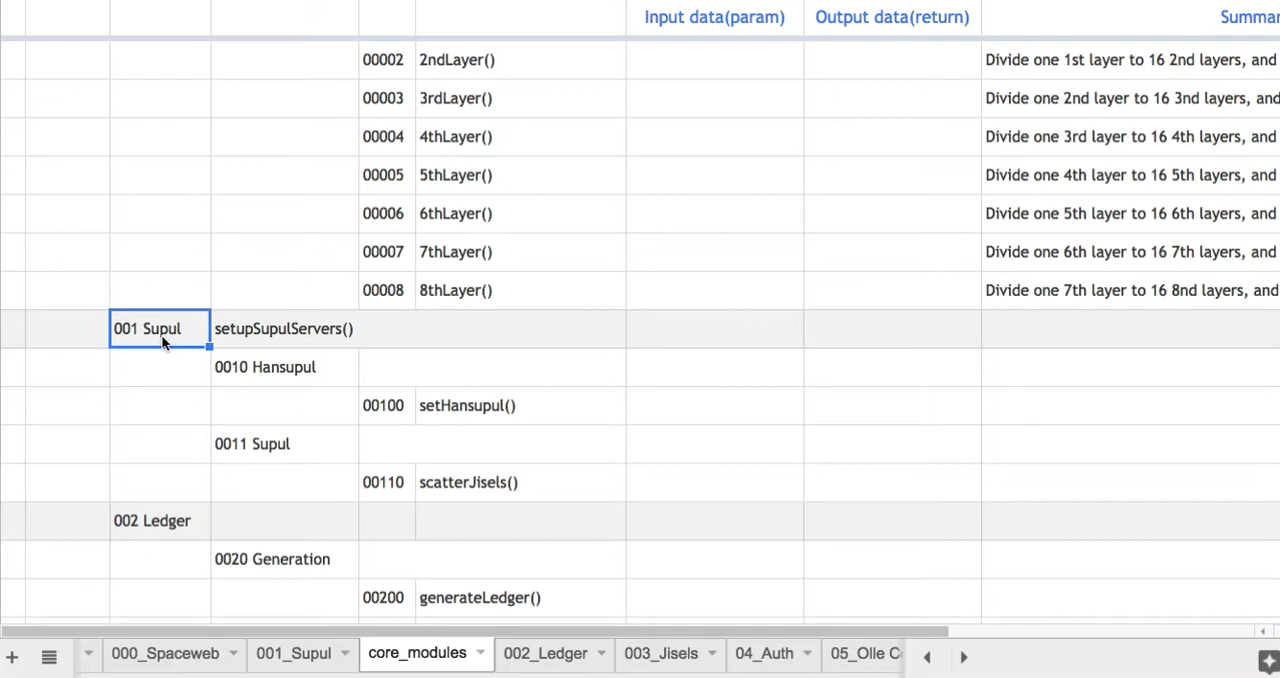 Input data(param) Output data(return) Summar
00002 2ndLayer() Divide one 1st layer to 16 2nd layers, and
00003 3rdLayer() Divide one 2nd layer to 16 3nd layers, and
00004 4thLayer() Divide one 3rd layer to 16 4th layers, and
00005 5thLayer() Divide one 4th layer to 16 5th layers, and
00006 6thLayer() Divide one 5th layer to 16 6th layers, and
00007 7thLayer() Divide one 6th layer to 16 7th layers, and
00008 8thLayer() Divide one 7th layer to 16 8nd layers, and
001 Supul setupSupulServers()
0010 Hansupul
00100 setHansupul()
0011 Supul
00110 scatterJisels()
002 Ledger
0020 Generation
00200 generateLedger()
000_Spaceweb 001_Supul core_modules 002_Ledger 003_Jisels 04_Auth 05_Olle C